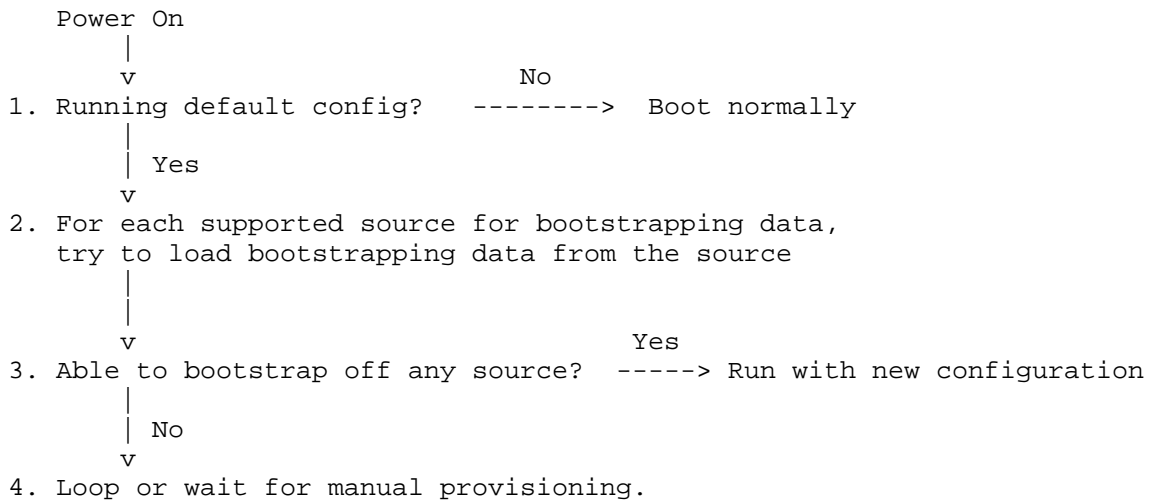 Power On
|
v No
1. Running default config? --------> Boot normally
|
| Yes
v
2. For each supported source for bootstrapping data,
try to load bootstrapping data from the source
|
|
v Yes
3. Able to bootstrap off any source? -----> Run with new configuration
|
| No
v
4. Loop or wait for manual provisioning.